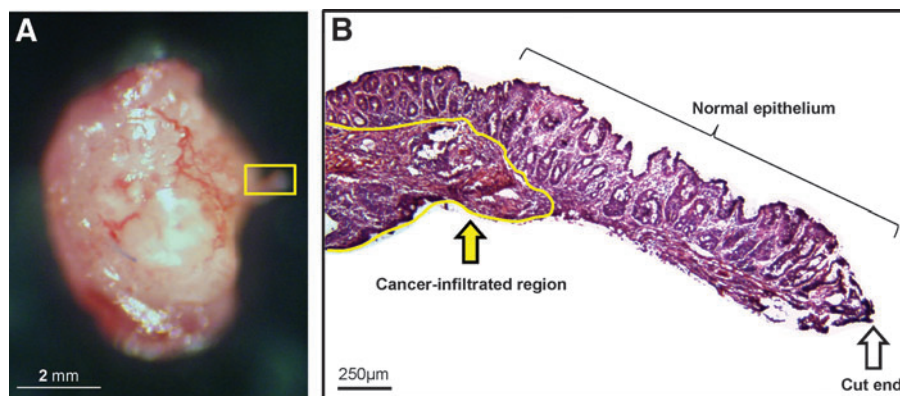 A
2 mm
B
Normal epithelium
Cancer-infiltrated region
250µm
Cut end